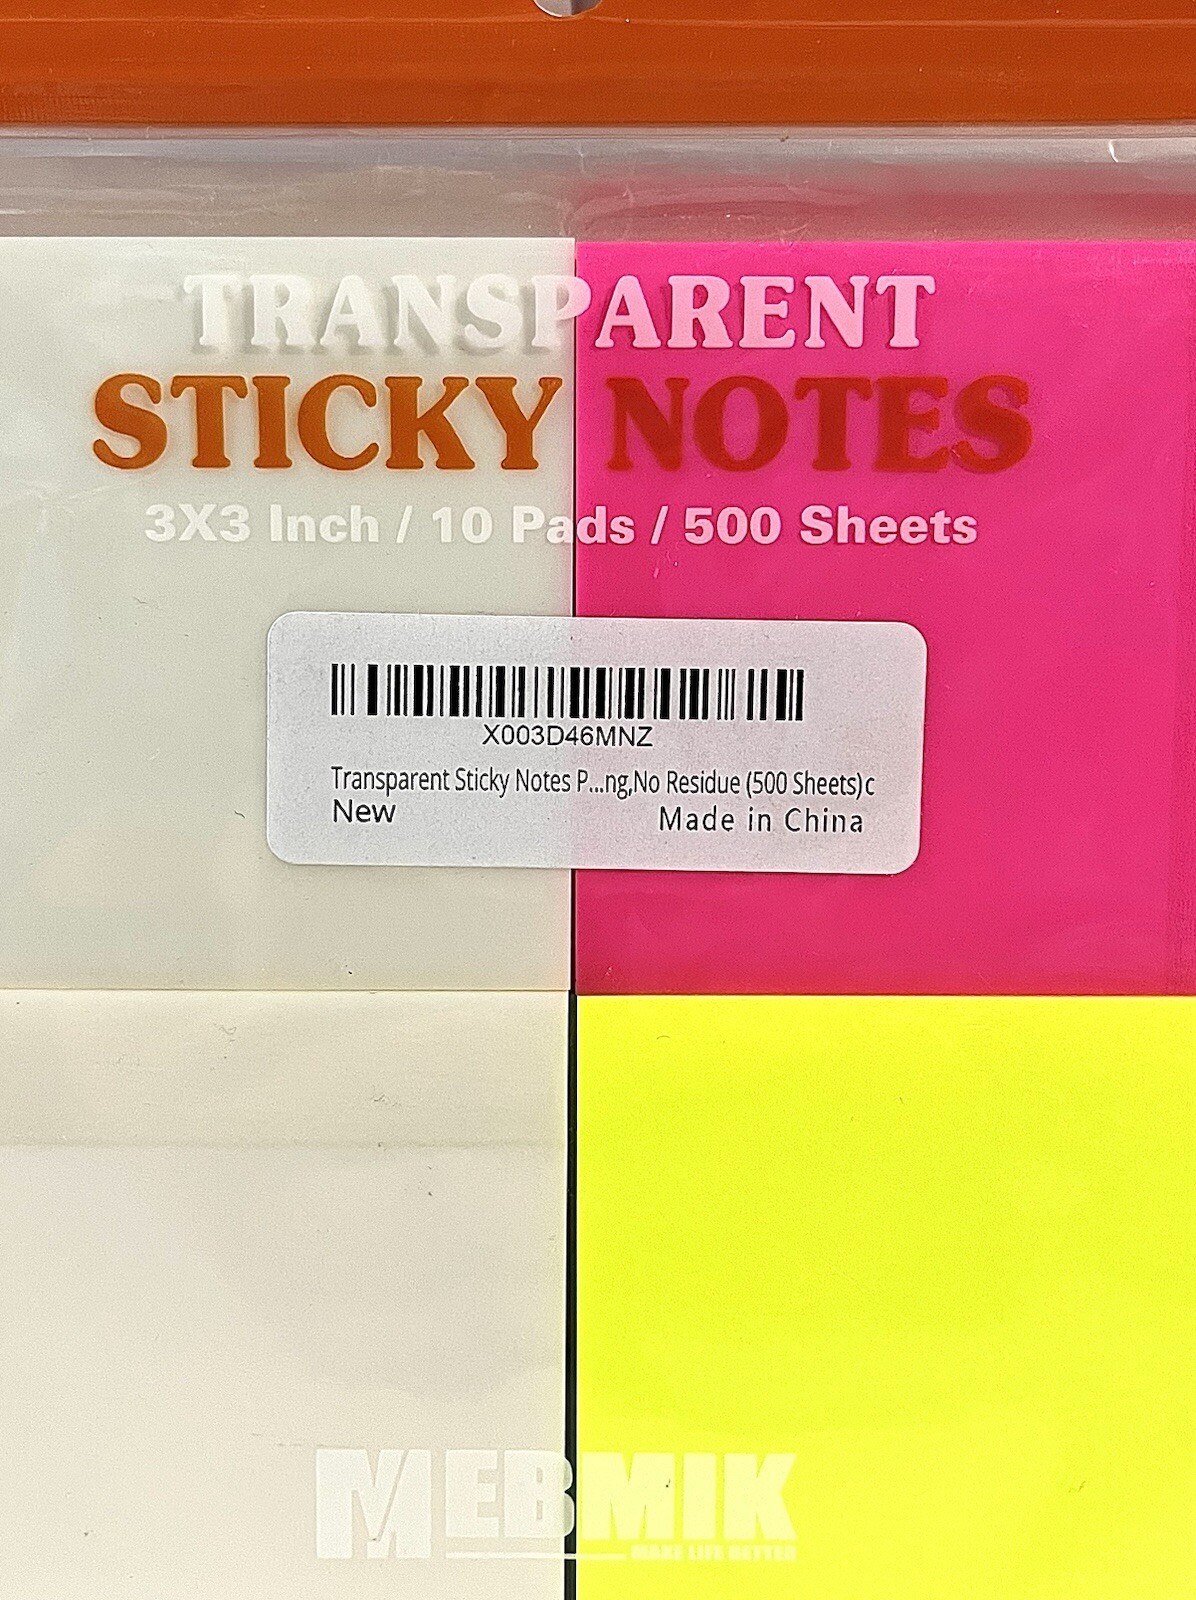 TRANSPARENT
STICKY NOTES
3X3 Inch / 10 Pads / 500 Sheets
X003D46MNZ
Transparent Sticky Notes P...ng,No Residue (500 Sheets)c
New
Made in China
MEBMIK
MAKE LIFE BETTER